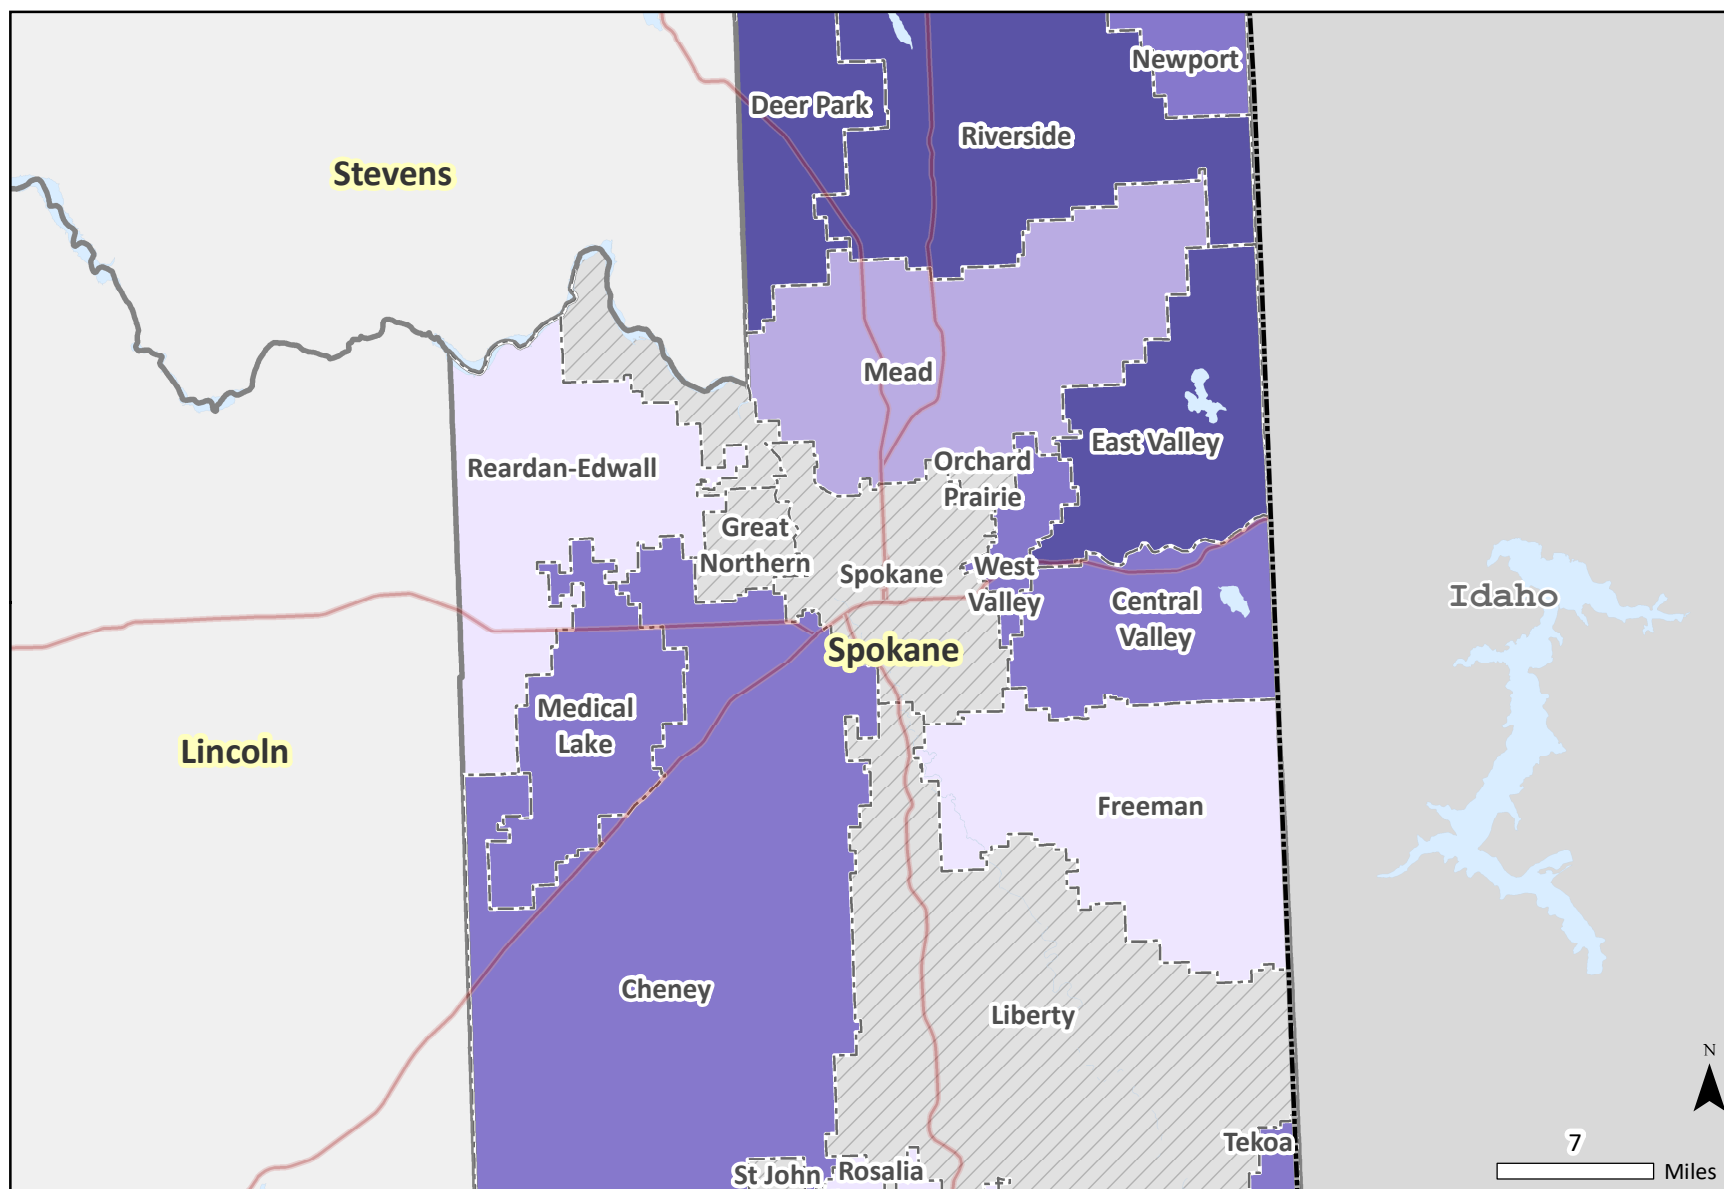 Newport
Deer Park
Riverside
Stevens
Mead
East Valley
Reardan-Edwall
Orchard
Prairie
Great
Northern
Spokane
West
Valley
Central
Valley
Idaho
Spokane
Medical
Lake
Lincoln
Freeman
Cheney
Liberty
N
Tekoa
7
Miles
St John
Rosalia